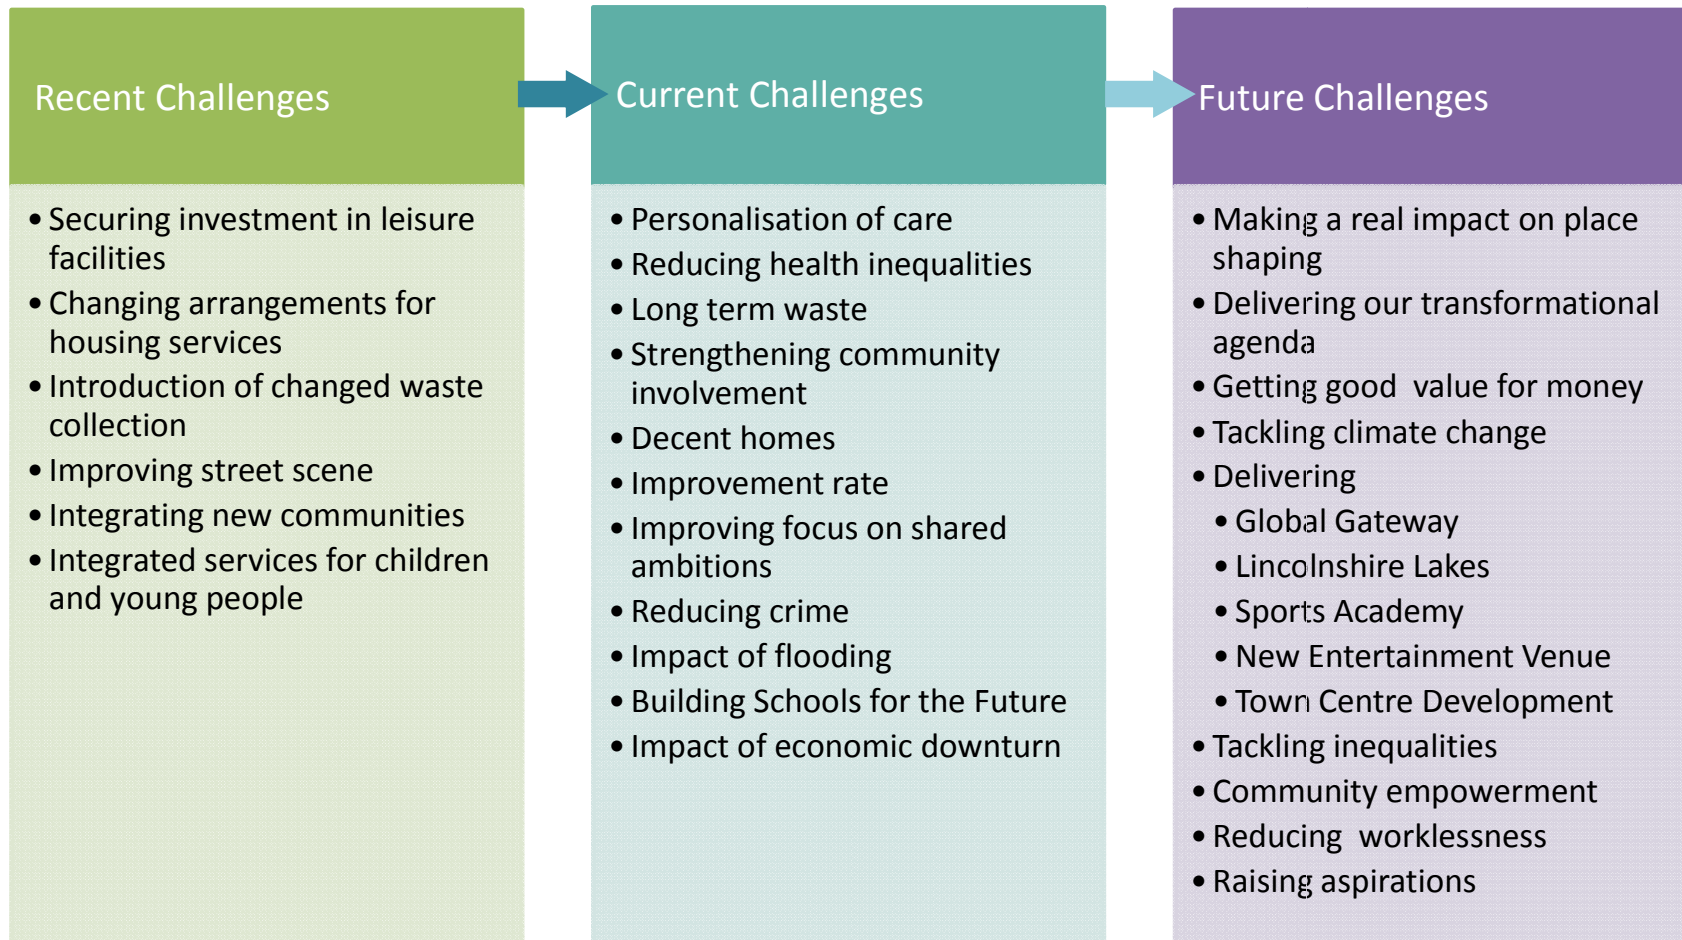 Recent Challenges
• Securing investment in leisure
facilities
• Changing arrangements for
housing services
• Introduction of changed waste
collection
• Improving street scene
• Integrating new communities
• Integrated services for children
and young people
Current Challenges
• Personalisation of care
• Reducing health inequalities
• Long term waste
• Strengthening community
involvement
• Decent homes
• Improvement rate
• Improving focus on shared
ambitions
• Reducing crime
• Impact of flooding
• Building Schools for the Future
• Impact of economic downturn
Future Challenges
• Making a real impact on place
shaping
• Delivering our transformational
agenda
• Getting good  value for money
• Tackling climate change
• Delivering
• Global Gateway
• Lincolnshire Lakes
• Sports Academy
• New Entertainment Venue
• Town Centre Development
• Tackling inequalities
• Community empowerment
• Reducing  worklessness
• Raising aspirations